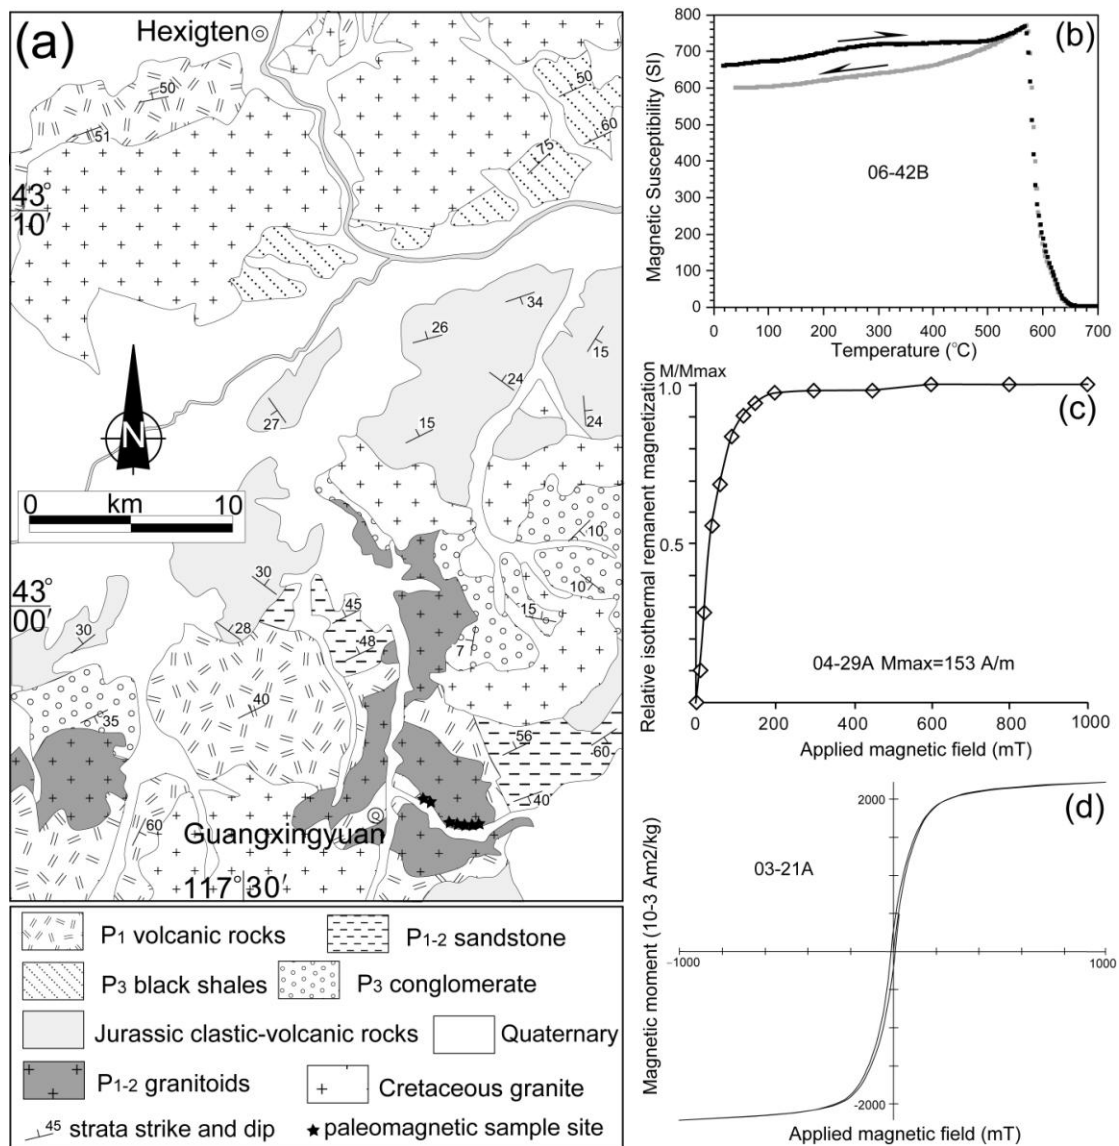 (a)
Hexigten
50
51
50
60
75
43°
10′
34
26
15
24
27
15
24
N
0 km 10
10
43°
00′
30
45
10
15
30
28
48
7
35
40
56
60
40
60
Guangxingyuan
117°30′
P1 volcanic rocks
P1-2 sandstone
P3 black shales
P3 conglomerate
Jurassic clastic-volcanic rocks
Quaternary
P1-2 granitoids
Cretaceous granite
45 strata strike and dip
paleomagnetic sample site
(b)
Magnetic Susceptibility (SI)
800
700
600
500
400
300
200
100
0
06-42B
0 100 200 300 400 500 600 700
Temperature (°C)
(c)
Relative isothermal remanent magnetization
M/Mmax
1.0
0.5
04-29A Mmax=153 A/m
0 200 400 600 800 1000
Applied magnetic field (mT)
(d)
Magnetic moment (10-3 Am2/kg)
2000
03-21A
-1000
1000
-2000
Applied magnetic field (mT)